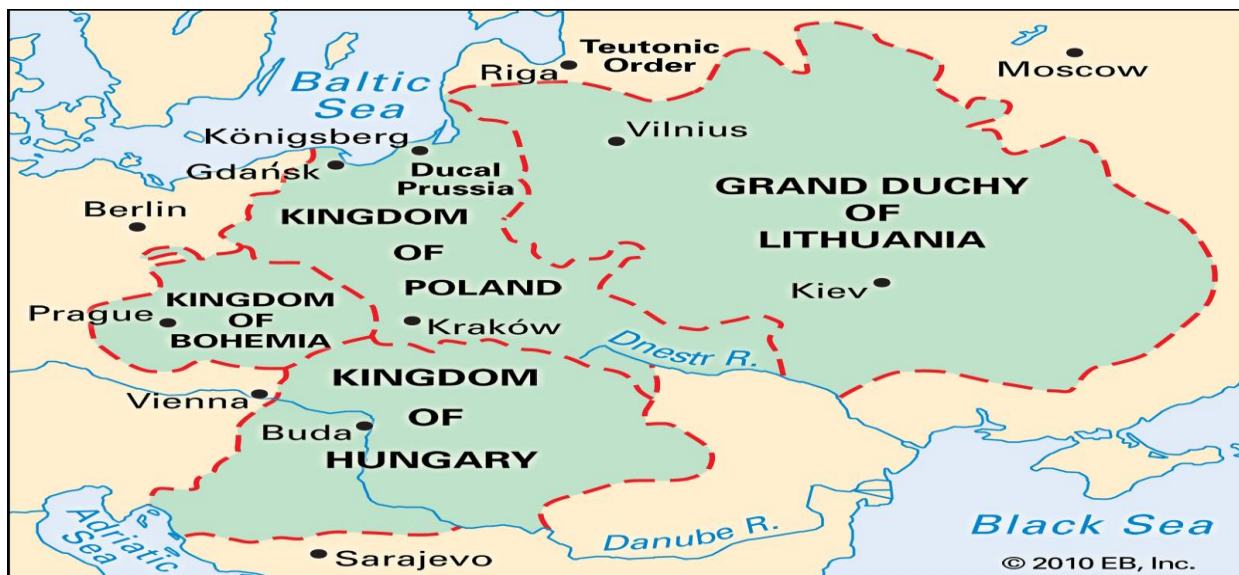 Teutonic
Order
Riga
Moscow
Baltic
Sea
Königsberg
Vilnius
Gdańsk
Ducal
Prussia
Berlin
KINGDOM
OF
POLAND
GRAND DUCHY
OF
LITHUANIA
Kiev
KINGDOM
OF
BOHEMIA
Prague
Kraków
Dnestr R.
KINGDOM
OF
HUNGARY
Vienna
Buda
Adriatic
Sea
Sarajevo
Danube R.
Black Sea
© 2010 EB, Inc.